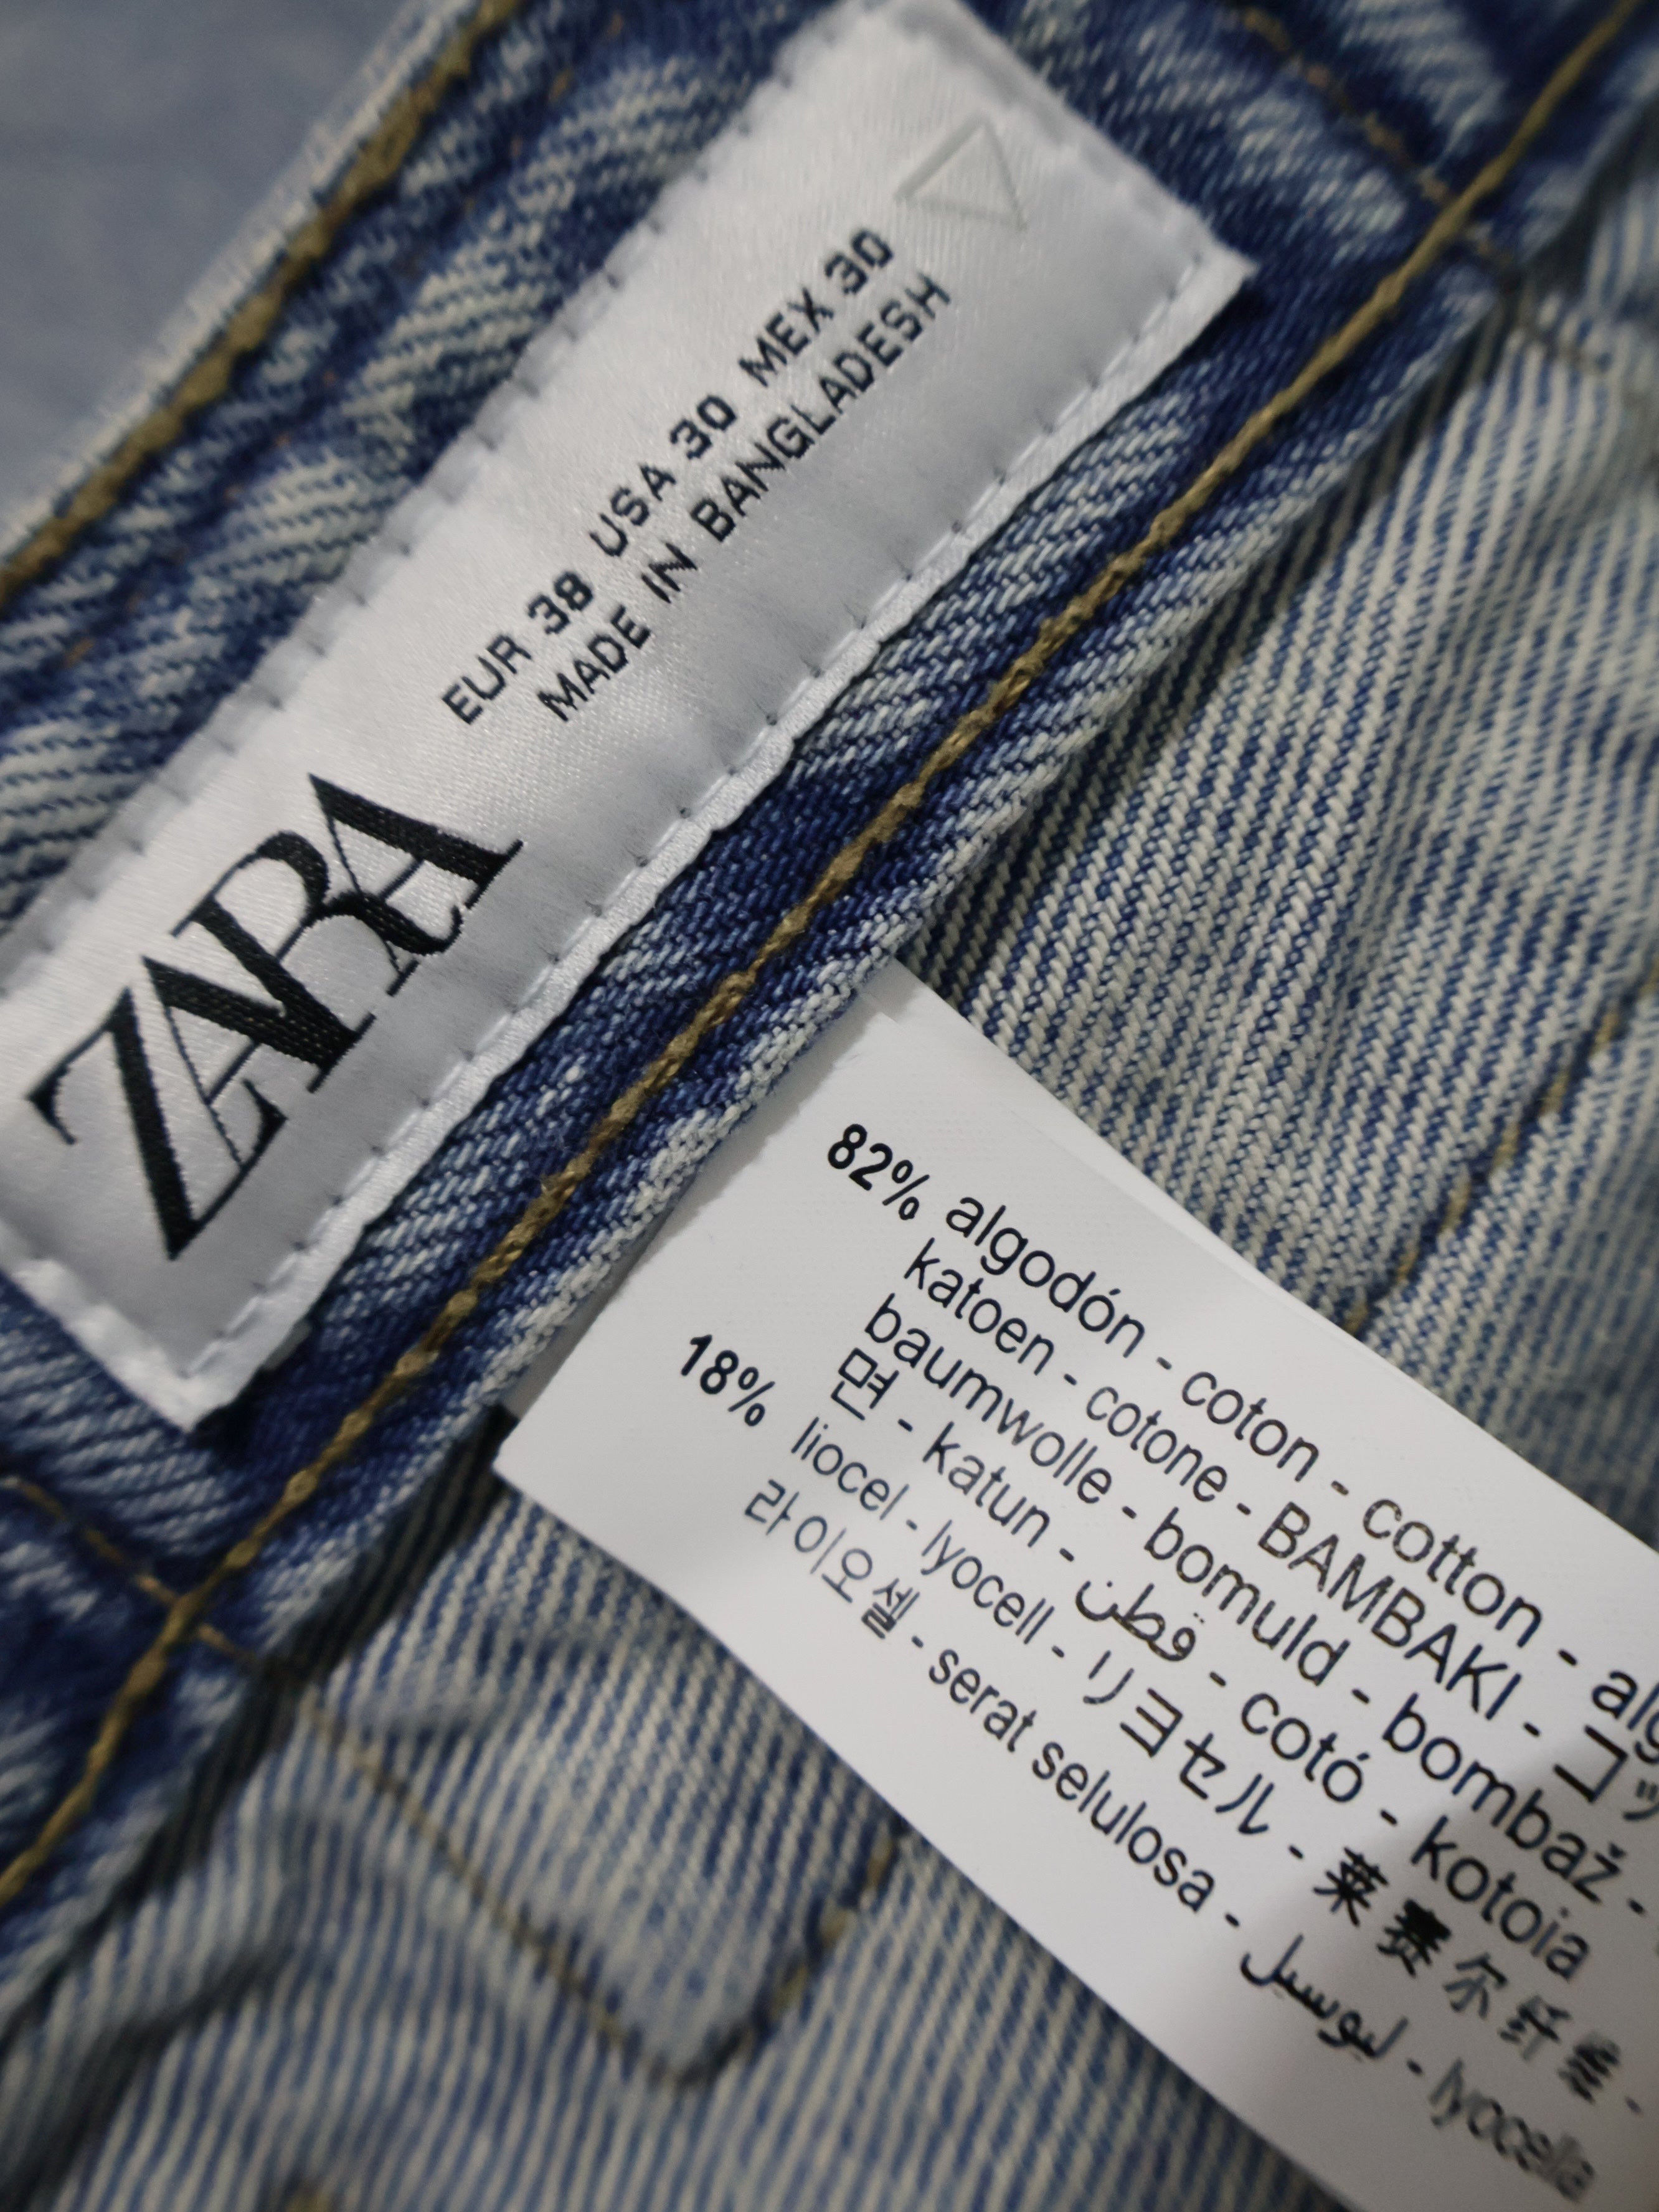 ZARA
EUR 38 USA 30 MEX 30
MADE IN BANGLADESH
82% algodón - coton - cotton -
katoen - cotone - BAMBAKI -
baumwolle - bomuld - bombaž -
면 - katun - قطن - cotó - kotoia
18% liocel - lyocell - リヨセル - 莱赛尔纤维 -
라이오셀 - serat selulosa - ليوسيل - lyocella